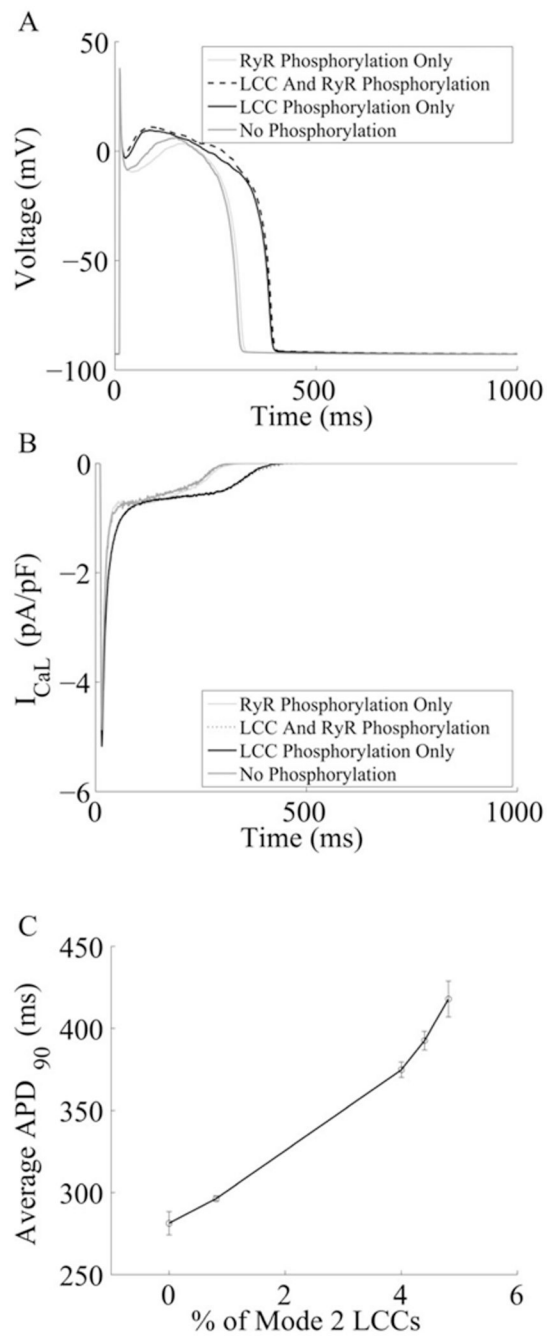 A
50
0
−50
−100
Voltage (mV)
RyR Phosphorylation Only
LCC And RyR Phosphorylation
LCC Phosphorylation Only
No Phosphorylation
0
500
1000
Time (ms)
B
0
−2
−4
−6
I CaL (pA/pF)
RyR Phosphorylation Only
LCC And RyR Phosphorylation
LCC Phosphorylation Only
No Phosphorylation
0
500
1000
Time (ms)
C
450
400
350
300
250
Average APD 90 (ms)
0
2
4
6
% of Mode 2 LCCs